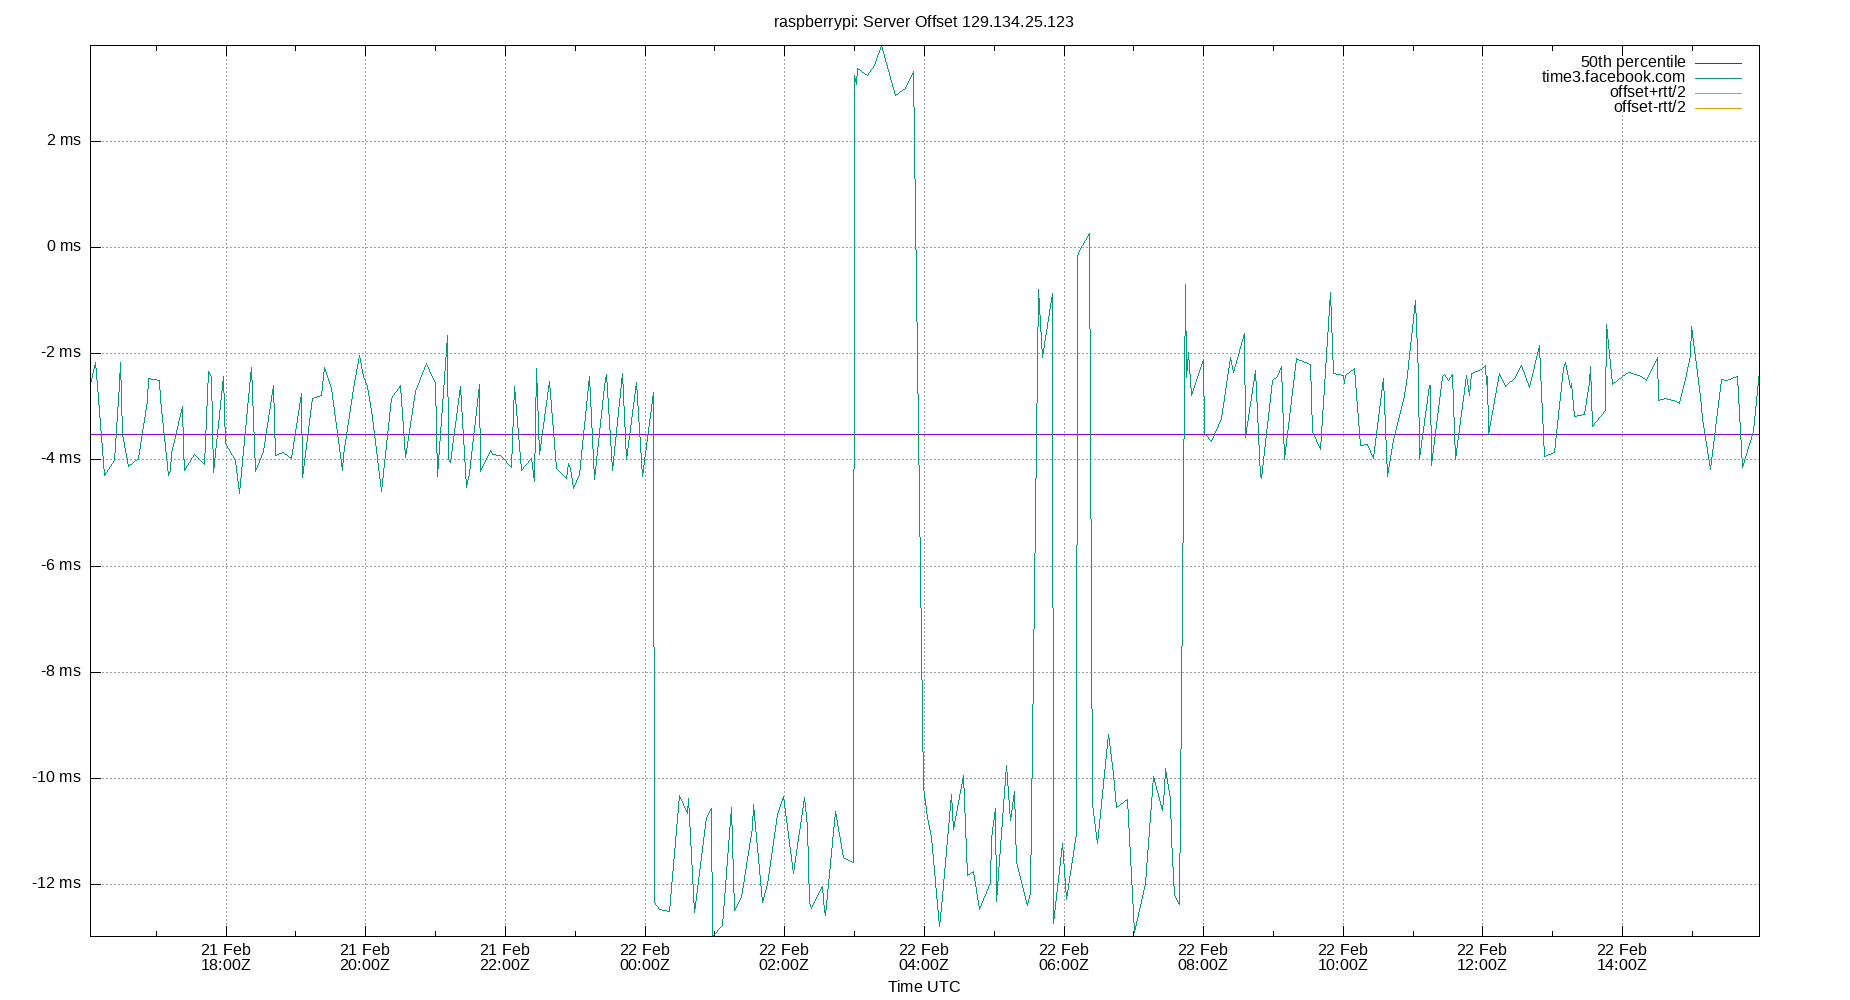 raspberrypi: Server Offset 129.134.25.123
50th percentile
time3.facebook.com
offset+rtt/2
offset-rtt/2
2 ms
0 ms
-2 ms
-4 ms
-6 ms
-8 ms
-10 ms
-12 ms
21 Feb 21 Feb 21 Feb 22 Feb 22 Feb 22 Feb 22 Feb 22 Feb 22 Feb 22 Feb 22 Feb
18:00Z 20:00Z 22:00Z 00:00Z 02:00Z 04:00Z 06:00Z 08:00Z 10:00Z 12:00Z 14:00Z
Time UTC